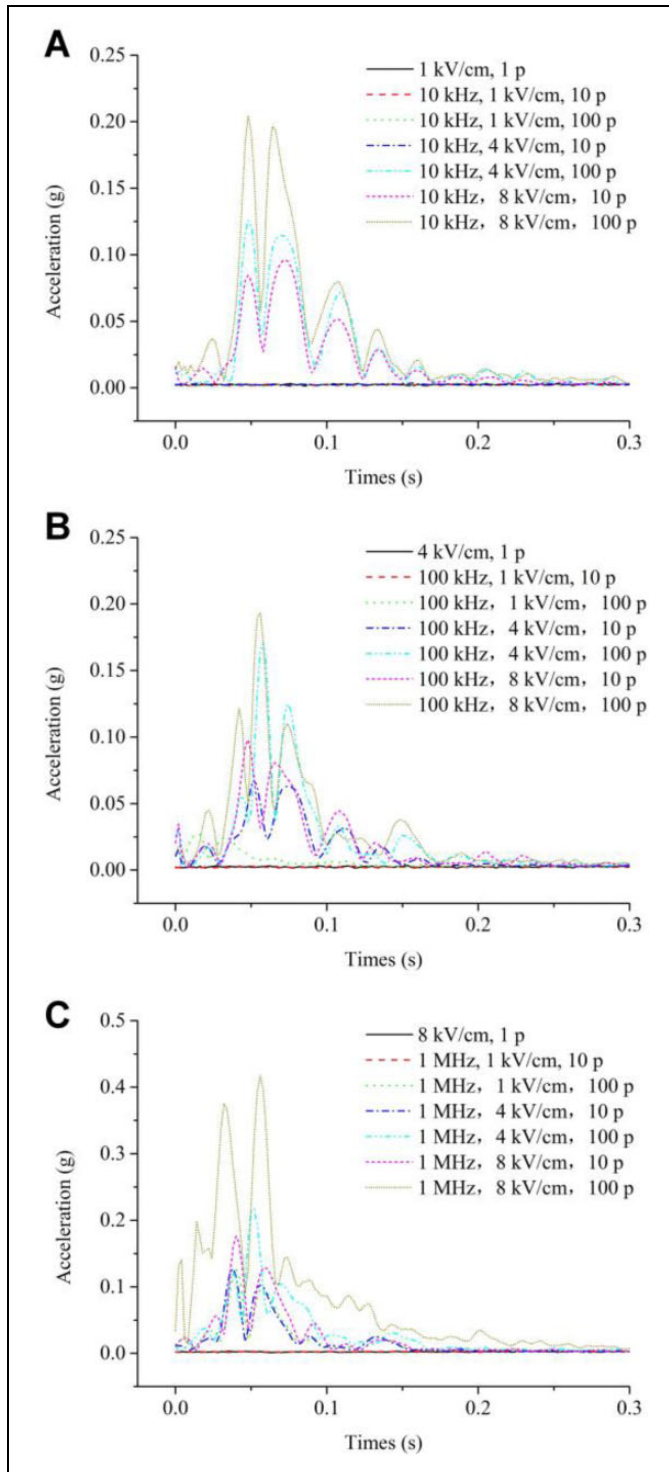 A
0.25
0.20
0.15
0.10
0.05
0.00
Acceleration (g)
1 kV/cm, 1 p
10 kHz, 1 kV/cm, 10 p
10 kHz, 1 kV/cm, 100 p
10 kHz, 4 kV/cm, 10 p
10 kHz, 4 kV/cm, 100 p
10 kHz，8 kV/cm，10 p
10 kHz，8 kV/cm，100 p
0.0 0.1 0.2 0.3
Times (s)
B
0.25
0.20
0.15
0.10
0.05
0.00
Acceleration (g)
4 kV/cm, 1 p
100 kHz, 1 kV/cm, 10 p
100 kHz，1 kV/cm，100 p
100 kHz，4 kV/cm，10 p
100 kHz，4 kV/cm，100 p
100 kHz，8 kV/cm，10 p
100 kHz，8 kV/cm，100 p
0.0 0.1 0.2 0.3
Times (s)
C
0.5
0.4
0.3
0.2
0.1
0.0
Acceleration (g)
8 kV/cm, 1 p
1 MHz, 1 kV/cm, 10 p
1 MHz，1 kV/cm，100 p
1 MHz，4 kV/cm，10 p
1 MHz，4 kV/cm，100 p
1 MHz，8 kV/cm，10 p
1 MHz，8 kV/cm，100 p
0.0 0.1 0.2 0.3
Times (s)